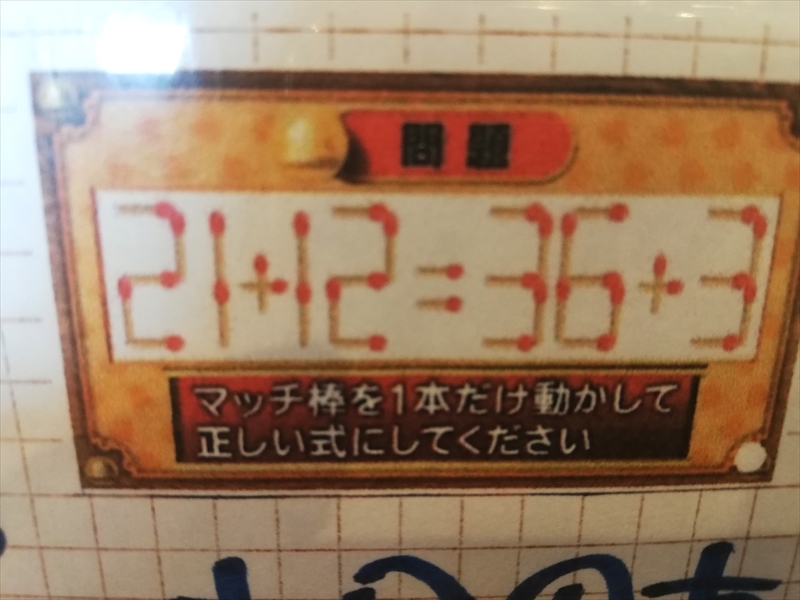 問題
21+12=36+3
マッチ棒を1本だけ動かして
正しい式にしてください